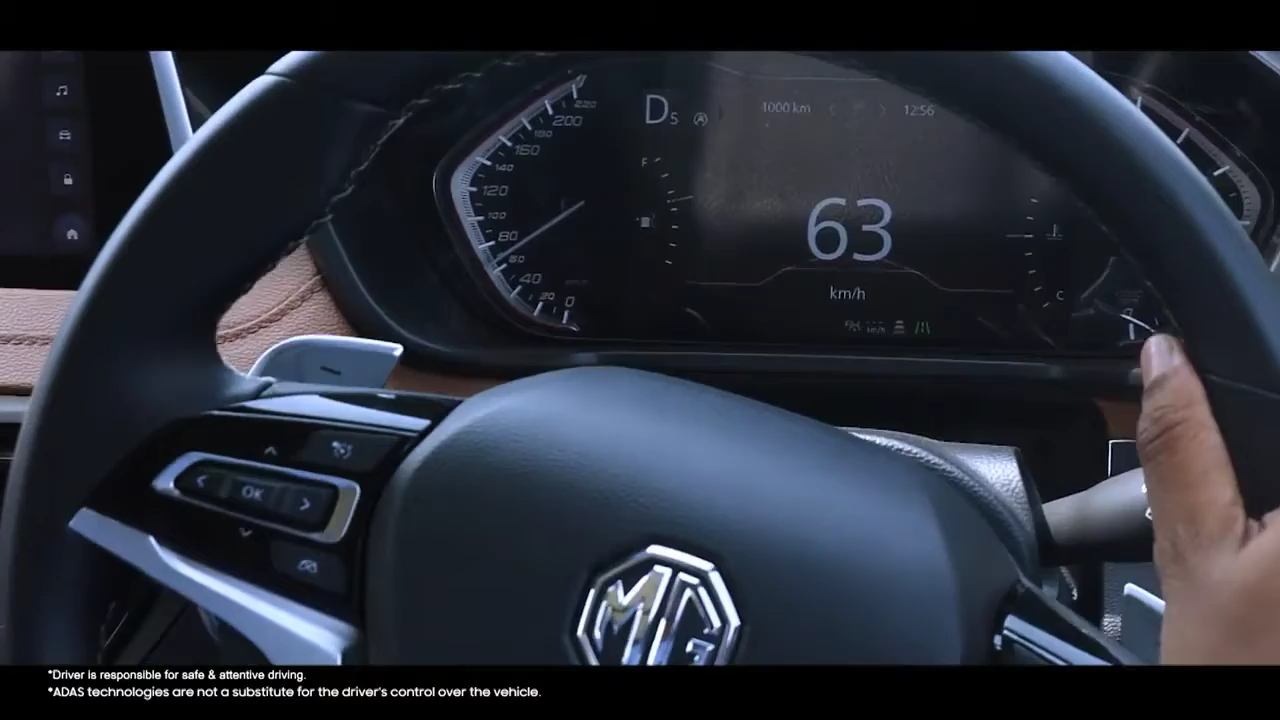 D5
1000 km
12:56
220
200
180
160
140
120
100
80
60
40
20
0
F
63
km/h
C
OK
MG
*Driver is responsible for safe & attentive driving.
*ADAS technologies are not a substitute for the driver's control over the vehicle.